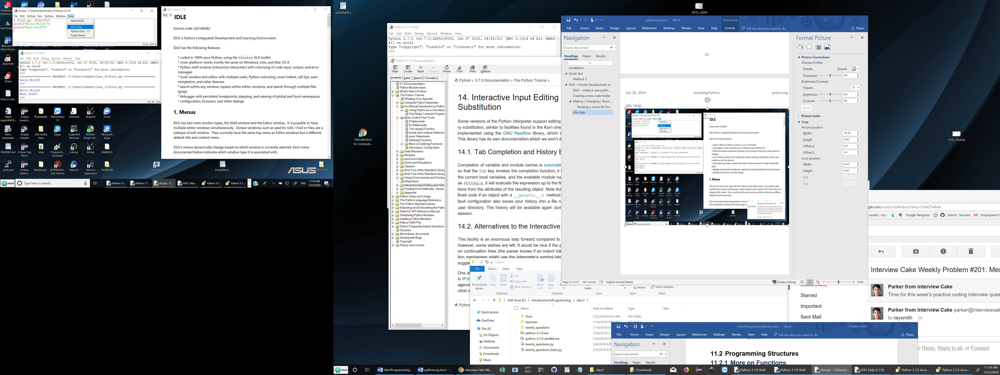 first.py - C:\Users\raysm\class_2\first.py (3.7.0)
File Edit Format Run Options Window Help
# first.py 25Jul2018
print("Hello World!")
print("More Stuff")
About IDLE
IDLE Help
Python Docs F1
Turtle Demo
Ln: 4 Col: 0
Python 3.7.0 Shell
File Edit Shell Debug Options Window Help
Python 3.7.0 (v3.7.0:1bf9cc5093, Jun 27 2018, 04:59:51) [MSC v.1914 64 bit (AMD6
4)] on win32
Type "copyright", "credits" or "license()" for more information.
>>>
=================== RESTART: C:\Users\raysm\class_2\first.py ===================
Hello World!
>>>
=================== RESTART: C:\Users\raysm\class_2\first.py ===================
Hello World!
More Stuff
>>>
Ln: 10 Col:
IDLE Help (3.7.0)
TOC
IDLE
Source code: Lib/idlelib/
IDLE is Python's Integrated Development and Learning Environment.
IDLE has the following features:
* coded in 100% pure Python, using the tkinter GUI toolkit
* cross-platform: works mostly the same on Windows, Unix, and Mac OS X
* Python shell window (interactive interpreter) with colorizing of code input, output, and error
messages
* multi-window text editor with multiple undo, Python colorizing, smart indent, call tips, auto
completion, and other features
* search within any window, replace within editor windows, and search through multiple files
(grep)
* debugger with persistent breakpoints, stepping, and viewing of global and local namespaces
* configuration, browsers, and other dialogs
1. Menus
IDLE has two main window types, the Shell window and the Editor window. It is possible to have
multiple editor windows simultaneously. Output windows, such as used for Edit / Find in Files, are a
subtype of edit window. They currently have the same top menu as Editor windows but a different
default title and context menu.
IDLE's menus dynamically change based on which window is currently selected. Each menu
documented below indicates which window type it is associated with.
Skype raysmith619...
Eclipse Javascri...
ThursdayNi...
TeamViewer 13
Evernote
XLaunch
Zoom
Revo Uninstaller
Eclipse Installer
Old Firefox Data
Skype
Cygwin64 Terminal
NVIDIA Nsight HU...
Microsoft Edge
README.md
Eclipse Cpp Neon
Jobs
Programm... Notepad
cree.py
Xming
ANIMALS
putty.exe
Eclipse Androi...
BwSetupJy...
SUPERAntiS... Free Edition
Appium
GeForce Experience
DISNEY08
bash.exe
SimpleMod...
ASUS
OLD_STUFF
Start
Type here to search
Python 3.7...
Python 3.7...
first.py - C...
IDLE Help ...
Python 3.7...
Python 3.7...
ENG
11:54 AM
7/25/2018
pickdepth.j
2015, 2016
Introduction
to Compute...
mvc_cd.png
Python 3.7.0 Shell
File Edit Shell Debug Options Window Help
Python 3.7.0 (v3.7.0:1bf9cc5093, Jun 27 2018, 04:59:51) [MSC v.1914 64 bit (AMD6
4)] on win32
Type "copyright", "credits" or "license()" for more information.
>>>
Python 3.7.0 documentation
Hide Locate Back Forward Home Font Print Options
Contents Index Search Favorites
3.7.0 Documentation
Python Module Index
What's New in Python
The Python Tutorial
Whetting Your Appetite
Using the Python Interpreter
An Informal Introduction to Python
Using Python as a Calculator
First Steps Towards Program
More Control Flow Tools
if Statements
for Statements
The range() Function
break and continue Statemer
pass Statements
Defining Functions
More on Defining Functions
Intermezzo: Coding Style
Data Structures
Modules
Input and Output
Errors and Exceptions
Classes
Brief Tour of the Standard Library
Brief Tour of the Standard Library
Virtual Environments and Packag
What Now?
Interactive Input Editing and Histc
Floating Point Arithmetic: Issues
Appendix
Python Setup and Usage
The Python Language Reference
The Python Standard Library
Extending and Embedding the Pytho
Python/C API Reference Manual
Distributing Python Modules
Installing Python Modules
Python HOWTOs
Python Frequently Asked Questions
Glossary
About these documents
Dealing with Bugs
Copyright
History and License
Python » 3.7.0 Documentation » The Python Tutorial »
14. Interactive Input Editing
Substitution
Some versions of the Python interpreter support editing
ry substitution, similar to facilities found in the Korn she
implemented using the GNU Readline library, which s
This library has its own documentation which we won't d
14.1. Tab Completion and History E
Completion of variable and module names is automatic
so that the Tab key invokes the completion function; it l
the current local variables, and the available module na
as string.a, it will evaluate the expression up to the fi
tions from the attributes of the resulting object. Note tha
fined code if an object with a __getattr__() method
fault configuration also saves your history into a file n
user directory. The history will be available again duri
session.
14.2. Alternatives to the Interactive
This facility is an enormous step forward compared to
however, some wishes are left: It would be nice if the p
on continuation lines (the parser knows if an indent tok
tion mechanism might use the interpreter's symbol tabl
pythonorg.docx - Word
Picture Tools
File Home Insert Design Layout References Mailings Review View Help Format Tell me what you want to do Share
Navigation
Search document
Headings Pages Results
Installation
Quick Test
Method 1:
IDLE – Simple Development a...
IDLE – create a new pytho...
Creating a new code folder
Making / Changing / Runn...
Reading a saved file for...
Idle Help
20
July 20, 2018 Installing Python pythonorg
Idle Help
Page 21 of 21 401 words English (United States)
Display Settings 100%
Format Picture
Picture Corrections
Sharpen/Soften
Presets Presets
Sharpness 0%
Brightness/Contrast
Presets
Brightness 0%
Contrast 0%
Reset
Picture Color
Crop
Picture position
Width 19.36"
Height 9.46"
Offset X 6.4"
Offset Y 2.4"
Crop position
Width 6.54"
Height 4.65"
Left
Top
class1
File Home Share View
Pin to Quick access
Copy
Paste
Cut
Copy path
Paste shortcut
Clipboard
Move to
Copy to
Organize
New folder
New
History
Open
Invert selection
Select
USB Drive (E:) > IntroductionToProgramming > class1
Name Date modified Type Size
Docs 7/23/2018 9:22 AM File folder
exercises 7/19/2018 9:50 PM File folder
twenty_questions
python-3.7.0.exe
python-3.7.0-amd64.exe
twenty_questions.py
twenty_questions_basic.py
Quick access
OneDrive
This PC
3D Objects
Desktop
Documents
Downloads
Music
IntroProgrammingNotes.docx - Word
Charles Smith
File Home Insert Design Layout References Mailings Review View Help Tell me what you want to do Share
Navigation
Search document
Headings Pages Results
11.2 Programming Structures
11.2.1 More on Functions
gle.com/mail/u/0/#inbox/164ce17e607546a4
Google Hangouts
Search - hecman
Interview Cake Weekly Problem #201: Mes
Starred
Important
Sent Mail
Parker from Interview Cake
Time for this week's practice coding interview ques
Parker from Interview Cake parker@interviewcak
to raysmith
Reply, Reply to all, or Forward
Start
IntroProgramming...
pythonorg.docx - ...
Interview Cake We...
class1
Downloads
Python 3.7.0 Shell
Python 3.7.0 Shell
first.py - C:\Users\r...
IDLE Help (3.7.0)
Python 3.7.0 docu...
Python 3.7.0 docu...
11:54 AM
7/25/2018